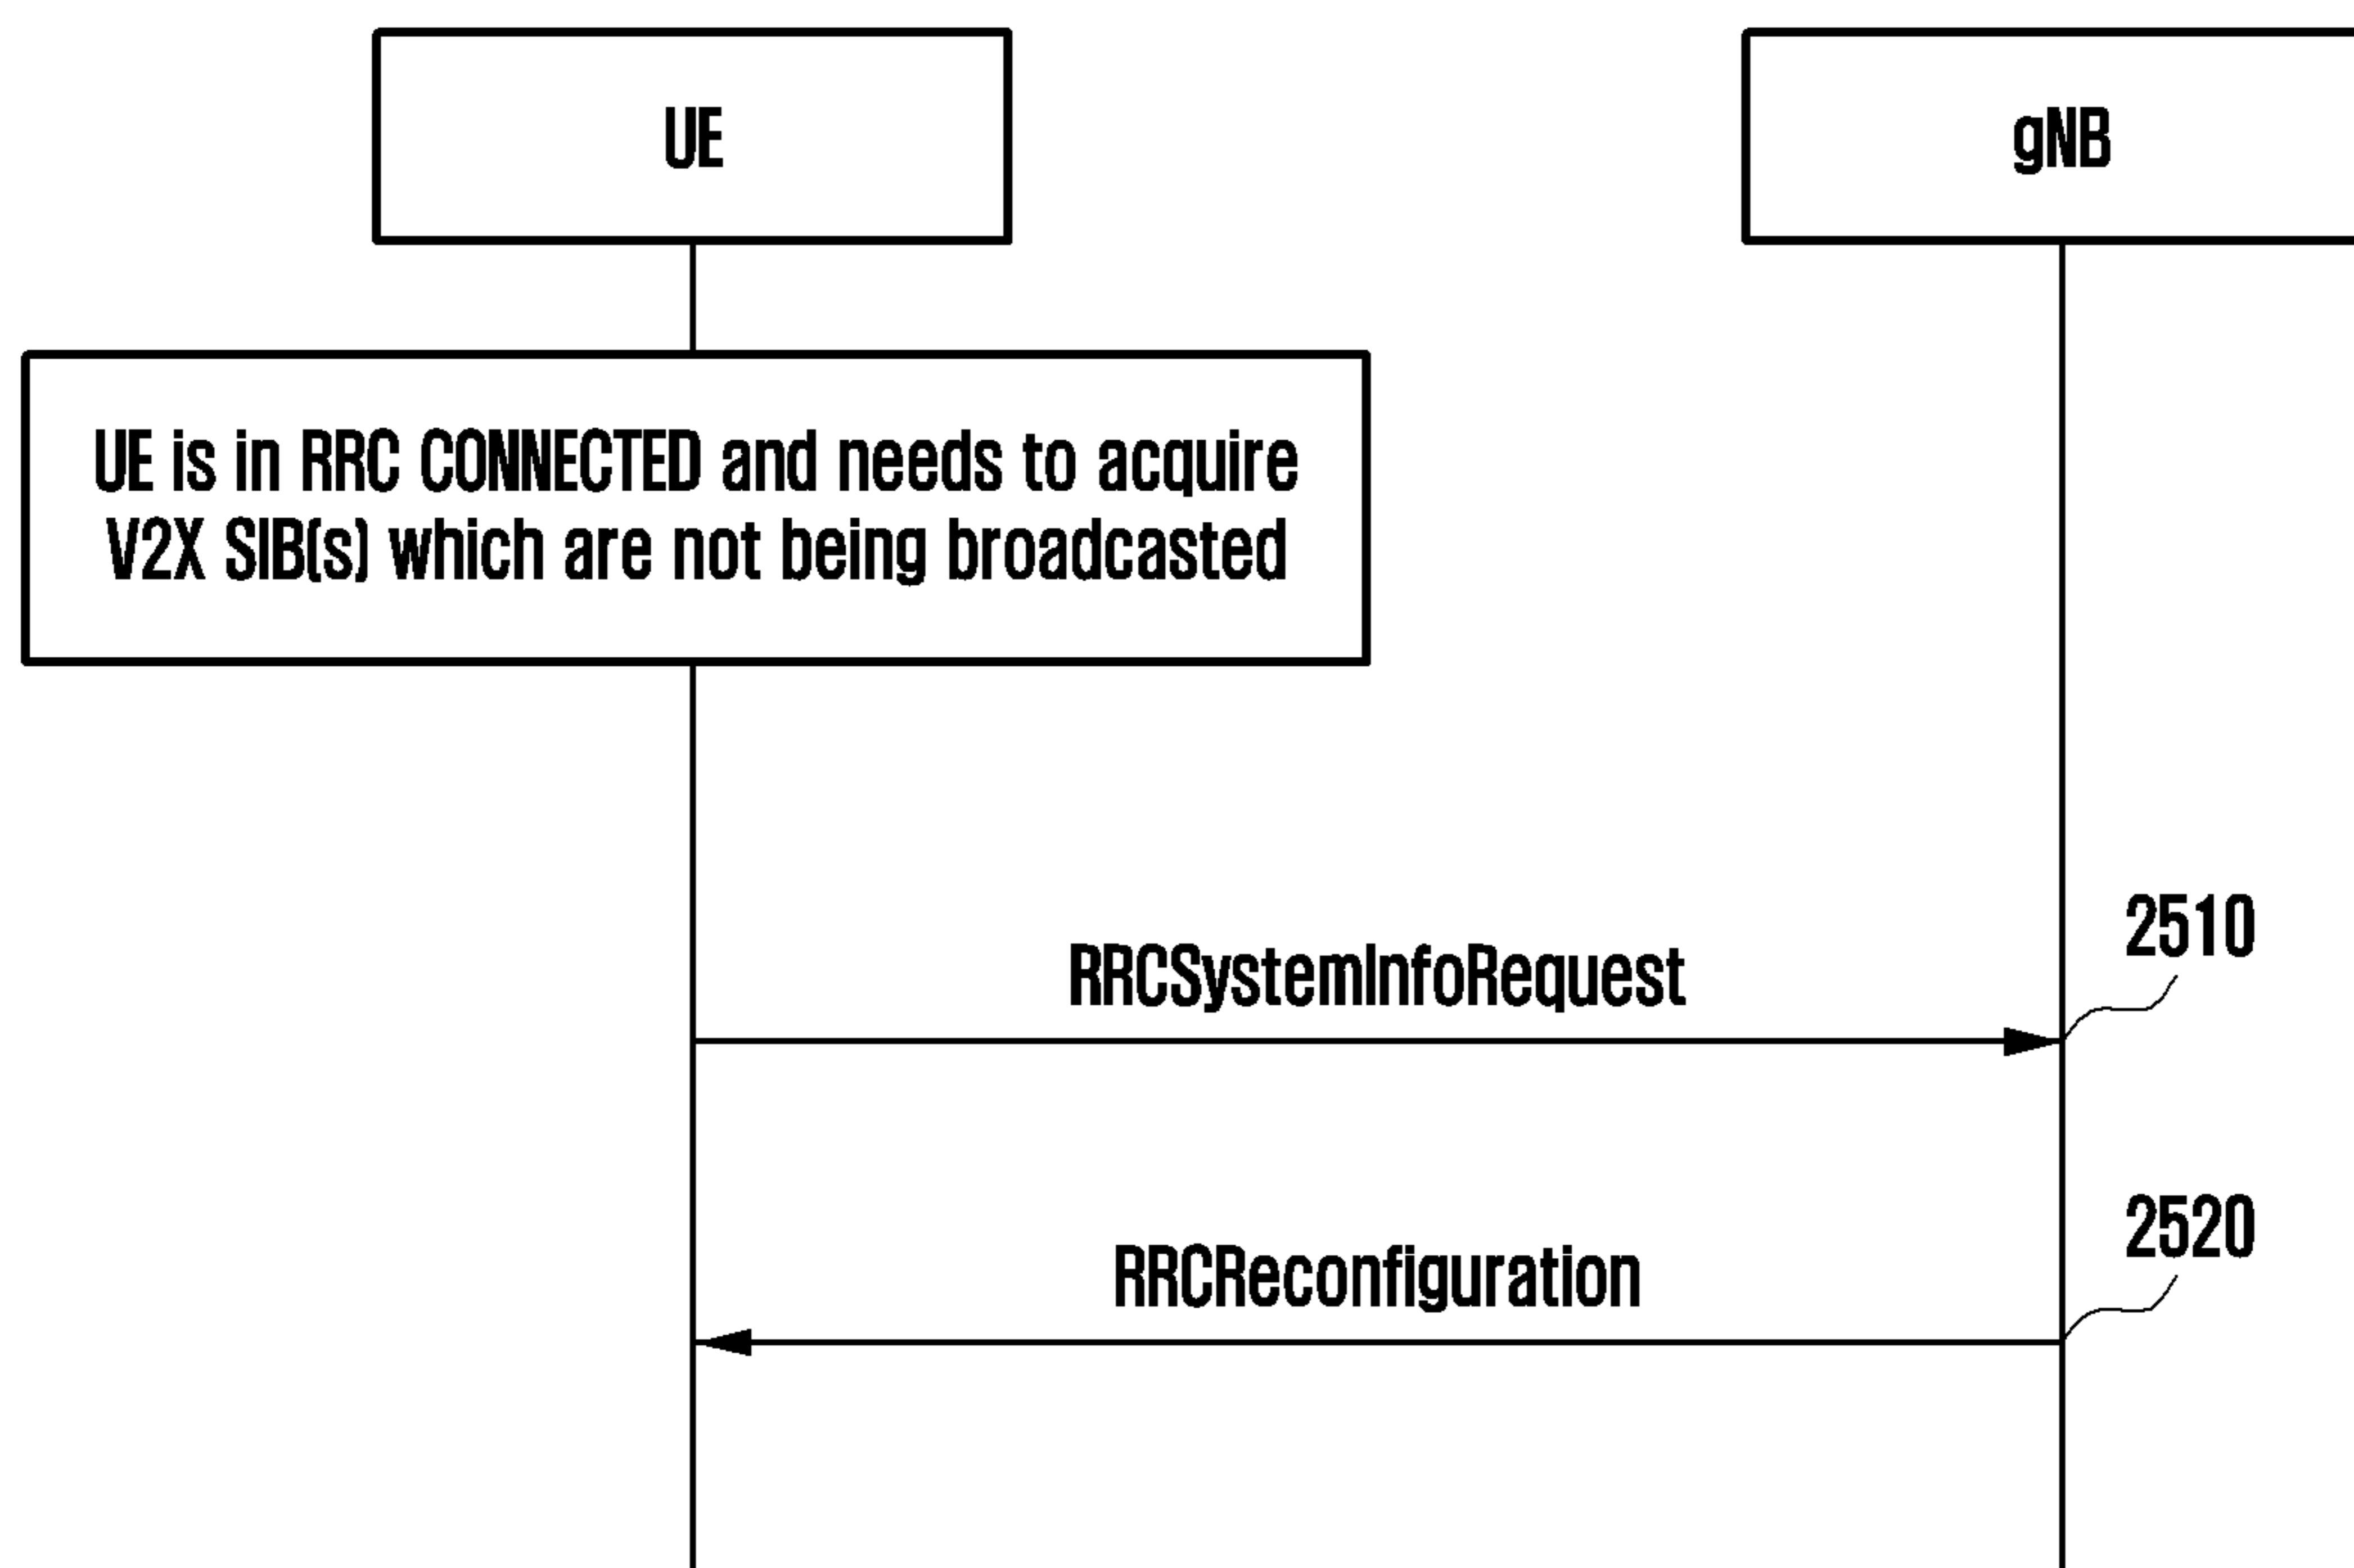 UE
gNB
UE is in RRC CONNECTED and needs to acquire
V2X SIB(s) which are not being broadcasted
2510
RRCSystemInfoRequest
2520
RRCReconfiguration